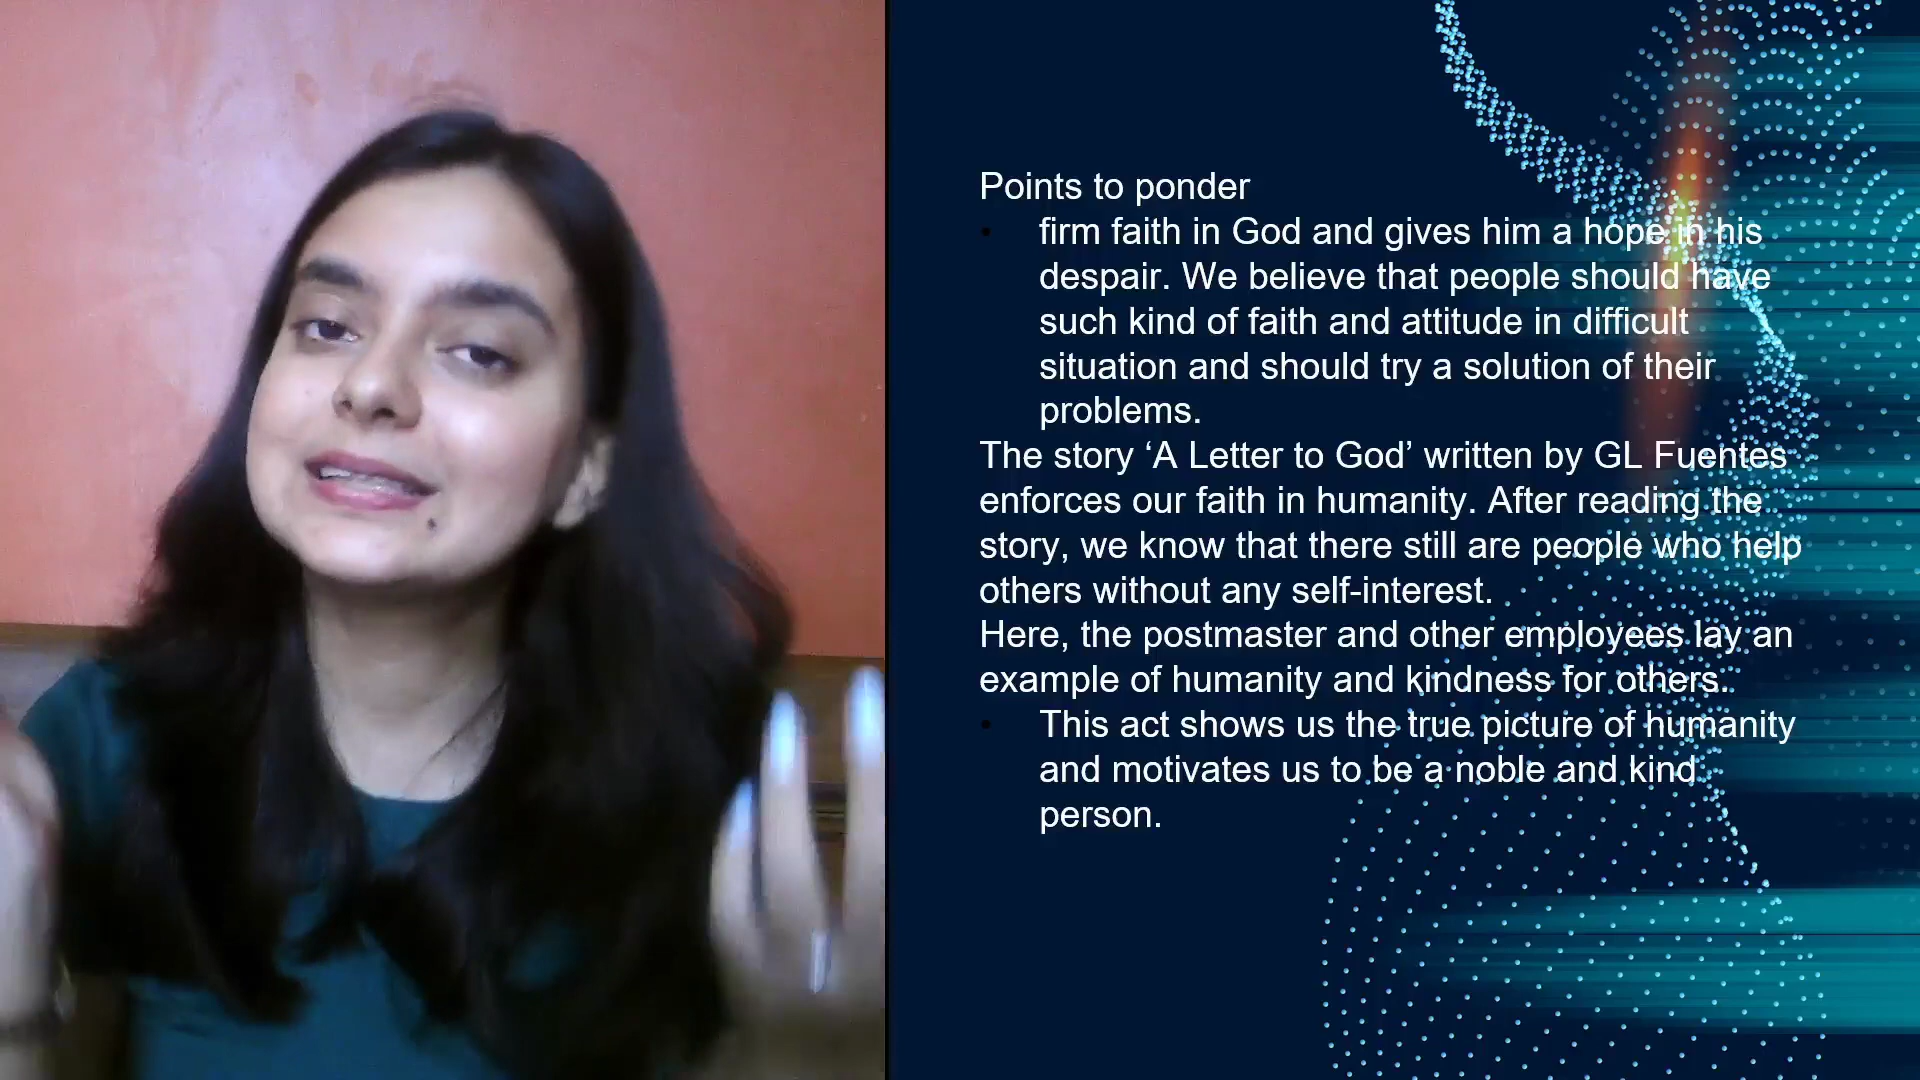 Points to ponder
firm faith in God and gives him a hope in his
despair. We believe that people should have
such kind of faith and attitude in difficult
situation and should try a solution of their
problems.
The story ‘A Letter to God’ written by GL Fuentes
enforces our faith in humanity. After reading the
story, we know that there still are people who help
others without any self-interest.
Here, the postmaster and other employees lay an
example of humanity and kindness for others.
This act shows us the true picture of humanity
and motivates us to be a noble and kind
person.